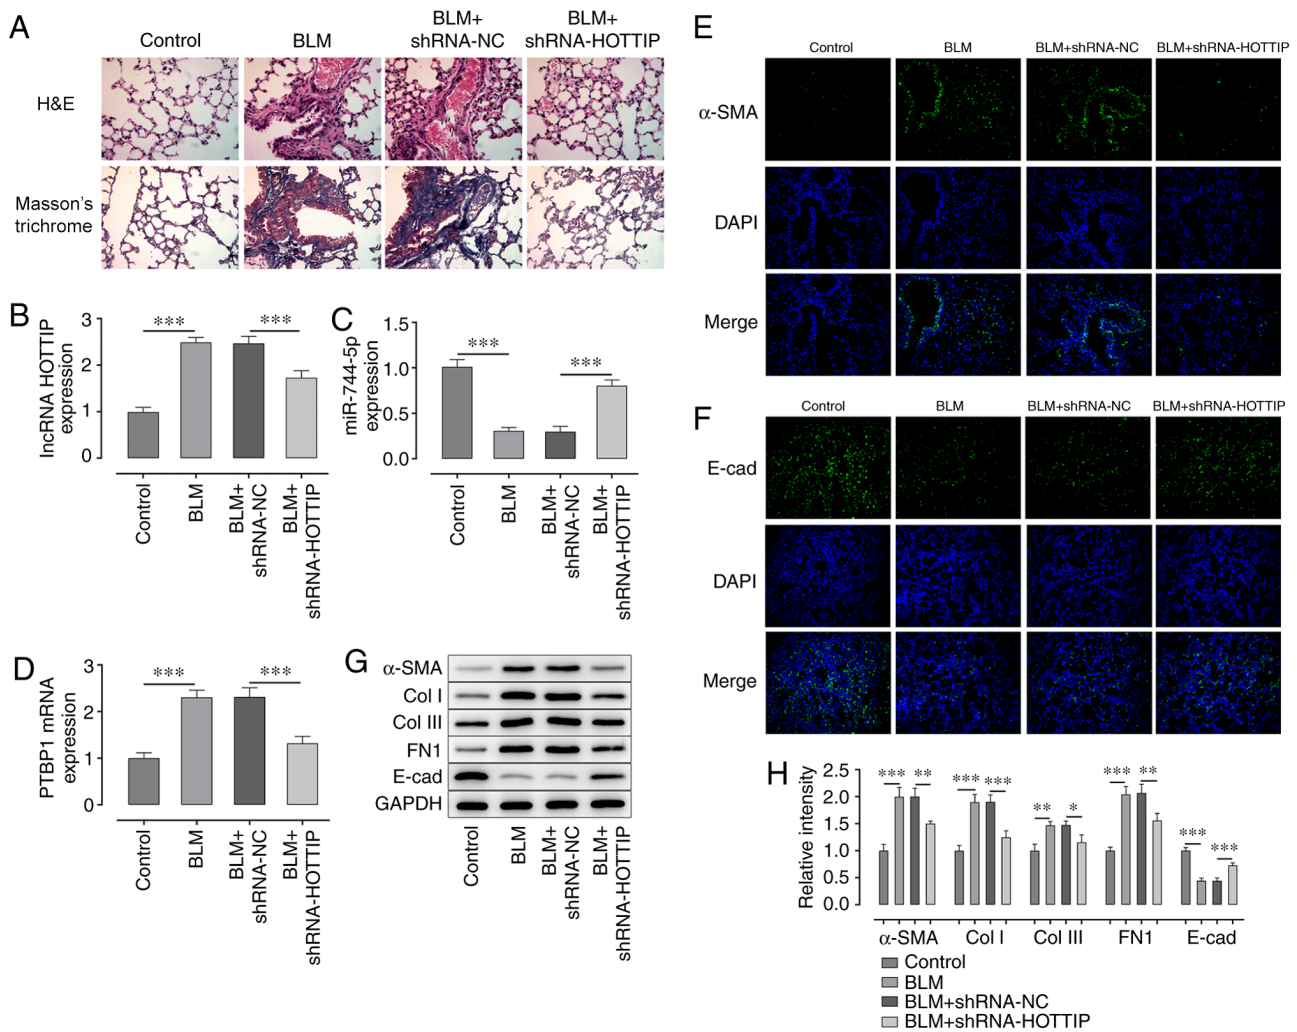 A
Control
BLM
BLM+
shRNA-NC
BLM+
shRNA-HOTTIP
H&E
Masson's
trichrome
B
lncRNA HOTTIP
expression
3
2
1
0
***
***
Control
BLM
BLM+
shRNA-NC
BLM+
shRNA-HOTTIP
C
miR-744-5p
expression
1.5
1.0
0.5
0.0
***
***
Control
BLM
BLM+
shRNA-NC
BLM+
shRNA-HOTTIP
D
PTBP1 mRNA
expression
3
2
1
0
***
***
Control
BLM
BLM+
shRNA-NC
BLM+
shRNA-HOTTIP
E
Control
BLM
BLM+shRNA-NC
BLM+shRNA-HOTTIP
α-SMA
DAPI
Merge
F
Control
BLM
BLM+shRNA-NC
BLM+shRNA-HOTTIP
E-cad
DAPI
Merge
G
α-SMA
Col I
Col III
FN1
E-cad
GAPDH
Control
BLM
BLM+
shRNA-NC
BLM+
shRNA-HOTTIP
H
Relative intensity
2.5
2.0
1.5
1.0
0.5
0.0
*** **
*** ***
** *
*** **
*** ***
α-SMA Col I Col III FN1 E-cad
Control
BLM
BLM+shRNA-NC
BLM+shRNA-HOTTIP